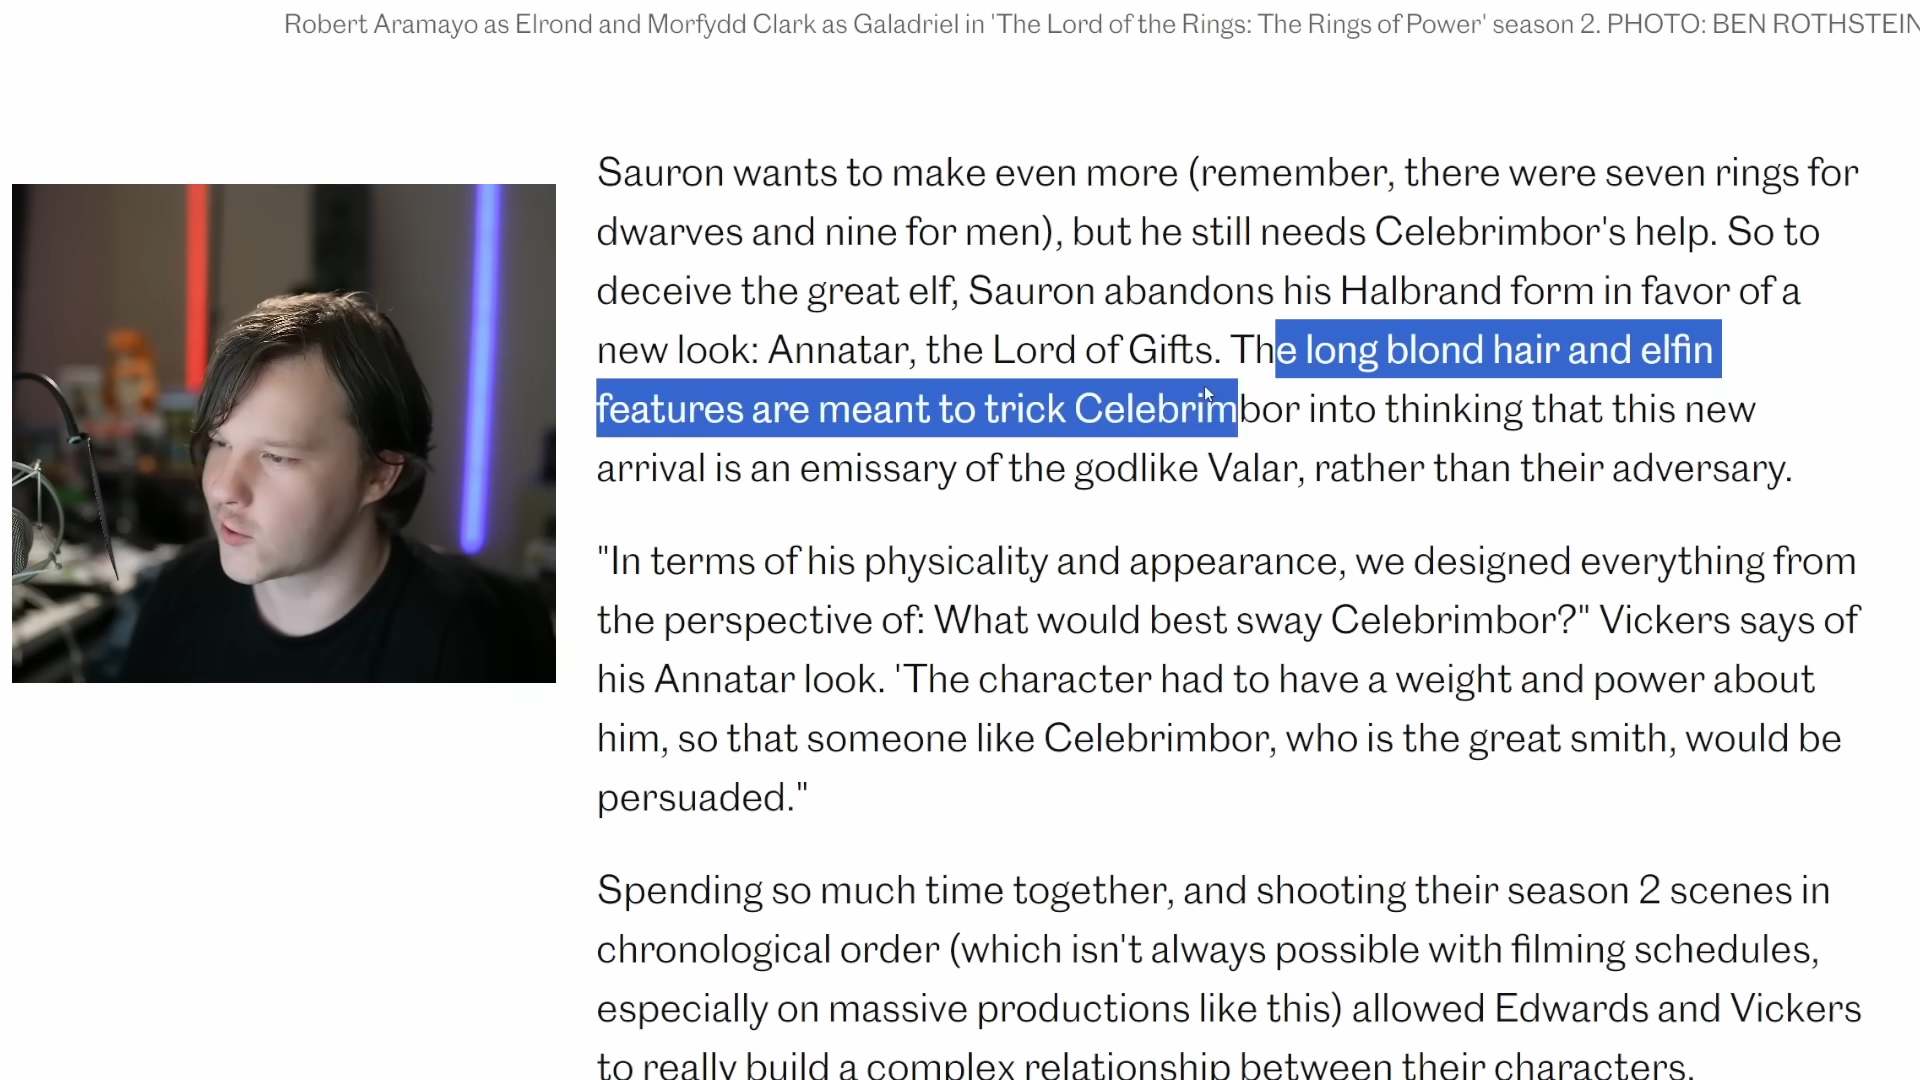 Robert Aramayo as Elrond and Morfydd Clark as Galadriel in 'The Lord of the Rings: The Rings of Power' season 2. PHOTO: BEN ROTHSTEIN
Sauron wants to make even more (remember, there were seven rings for
dwarves and nine for men), but he still needs Celebrimbor's help. So to
deceive the great elf, Sauron abandons his Halbrand form in favor of a
new look: Annatar, the Lord of Gifts. The long blond hair and elfin
features are meant to trick Celebrimbor into thinking that this new
arrival is an emissary of the godlike Valar, rather than their adversary.
"In terms of his physicality and appearance, we designed everything from
the perspective of: What would best sway Celebrimbor?" Vickers says of
his Annatar look. 'The character had to have a weight and power about
him, so that someone like Celebrimbor, who is the great smith, would be
persuaded."
Spending so much time together, and shooting their season 2 scenes in
chronological order (which isn't always possible with filming schedules,
especially on massive productions like this) allowed Edwards and Vickers
to really build a complex relationship between their characters.